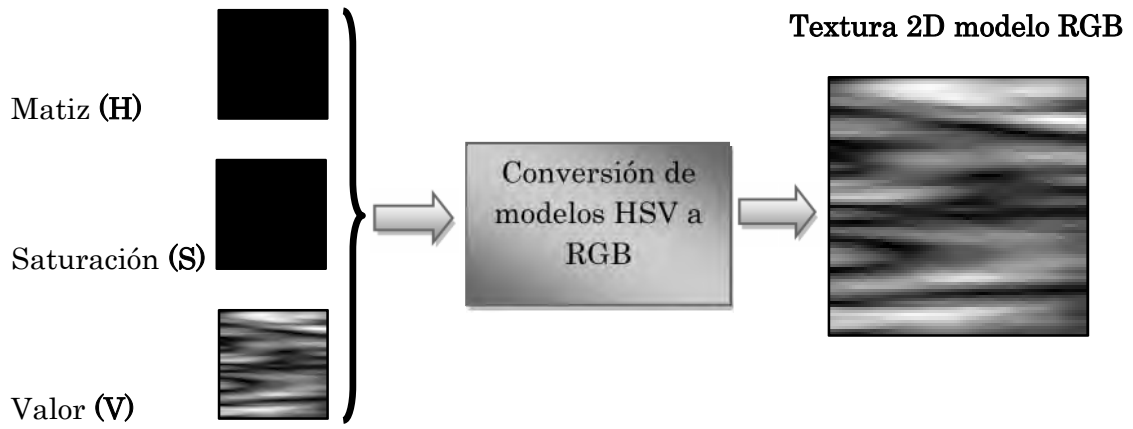 Textura 2D modelo RGB
Matiz (H)
Saturación (S)
Valor (V)
Conversión de
modelos HSV a
RGB